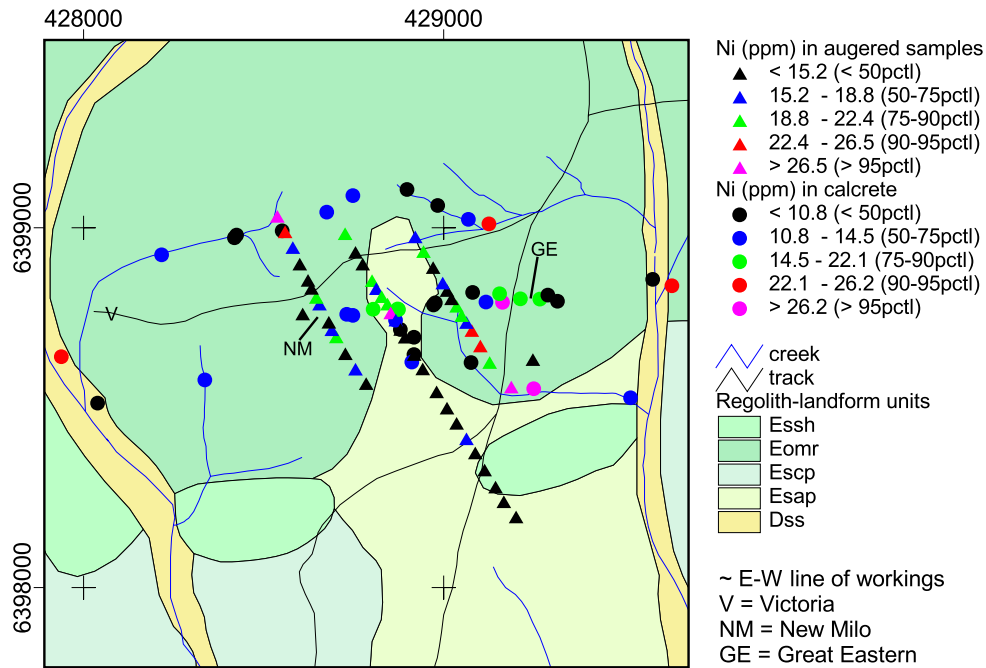 428000
429000
6399000
6398000
V
NM
GE
Ni (ppm) in augered samples
< 15.2 (< 50pctl)
15.2 - 18.8 (50-75pctl)
18.8 - 22.4 (75-90pctl)
22.4 - 26.5 (90-95pctl)
> 26.5 (> 95pctl)
Ni (ppm) in calcrete
< 10.8 (< 50pctl)
10.8 - 14.5 (50-75pctl)
14.5 - 22.1 (75-90pctl)
22.1 - 26.2 (90-95pctl)
> 26.2 (> 95pctl)
creek
track
Regolith-landform units
Essh
Eomr
Escp
Esap
Dss
~ E-W line of workings
V = Victoria
NM = New Milo
GE = Great Eastern